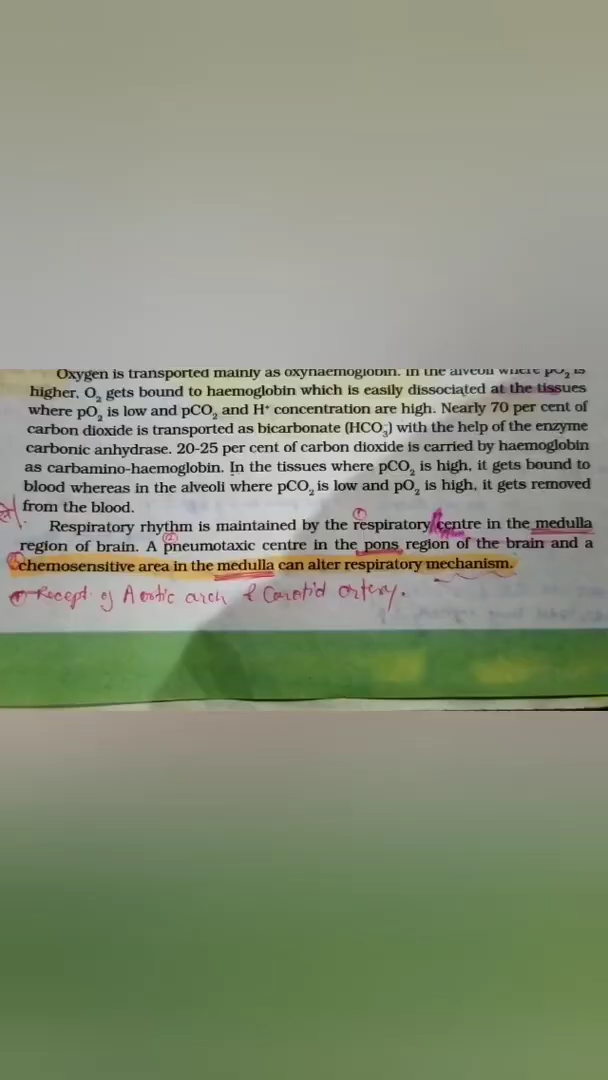 Oxygen is transported mainly as oxyhaemoglobin. In the alveoli where pO₂ is
higher, O₂ gets bound to haemoglobin which is easily dissociated at the tissues
where pO₂ is low and pCO₂ and H⁺ concentration are high. Nearly 70 per cent of
carbon dioxide is transported as bicarbonate (HCO₃⁻) with the help of the enzyme
carbonic anhydrase. 20-25 per cent of carbon dioxide is carried by haemoglobin
as carbamino-haemoglobin. In the tissues where pCO₂ is high, it gets bound to
blood whereas in the alveoli where pCO₂ is low and pO₂ is high, it gets removed
from the blood.
Respiratory rhythm is maintained by the respiratory centre in the medulla
region of brain. A pneumotaxic centre in the pons region of the brain and a
chemosensitive area in the medulla can alter respiratory mechanism.
Recept. of Aortic arch & Carotid artery.